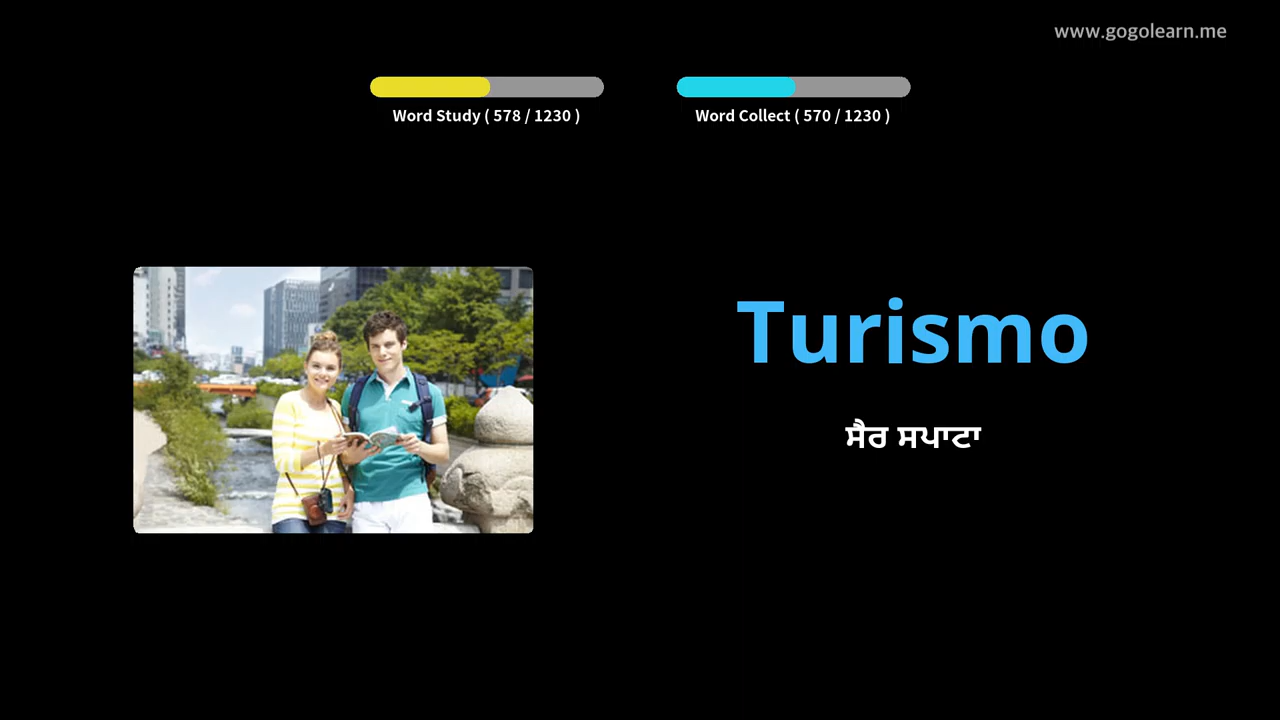 www.gogolearn.me
Word Study ( 578 / 1230 )
Word Collect ( 570 / 1230 )
Turismo
ਸੈਰ ਸਪਾਟਾ